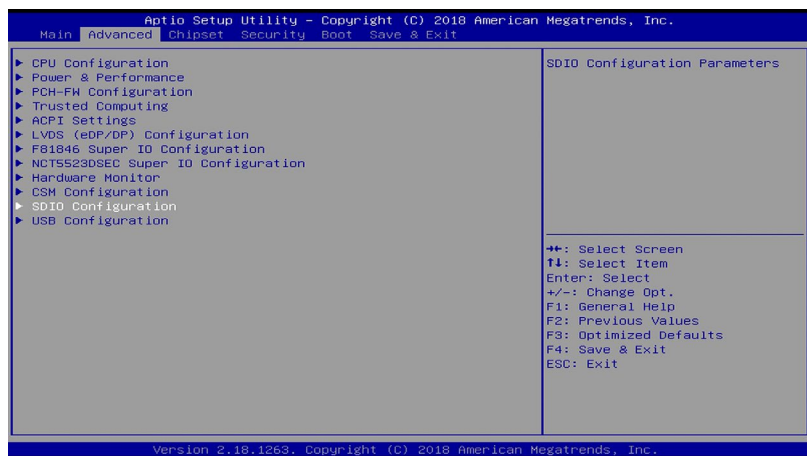 Aptio Setup Utility – Copyright (C) 2018 American Megatrends, Inc.
Main Advanced Chipset Security Boot Save & Exit
▶ CPU Configuration
▶ Power & Performance
▶ PCH-FW Configuration
▶ Trusted Computing
▶ ACPI Settings
▶ LVDS (eDP/DP) Configuration
▶ F81846 Super IO Configuration
▶ NCT5523DSEC Super IO Configuration
▶ Hardware Monitor
▶ CSM Configuration
▶ SDIO Configuration
▶ USB Configuration
SDIO Configuration Parameters
→←: Select Screen
↑↓: Select Item
Enter: Select
+/-: Change Opt.
F1: General Help
F2: Previous Values
F3: Optimized Defaults
F4: Save & Exit
ESC: Exit
Version 2.18.1263. Copyright (C) 2018 American Megatrends, Inc.